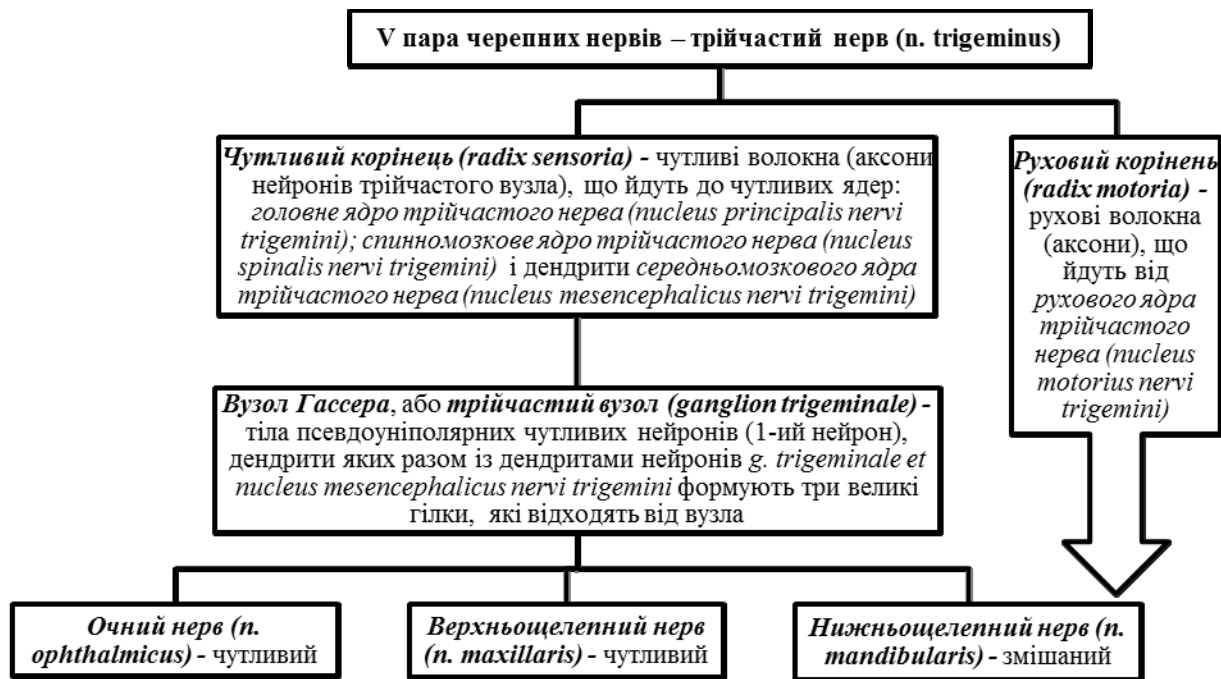 V пара черепних нервів – трійчастий нерв (n. trigeminus)
Чутливий корінець (radix sensoria) - чутливі волокна (аксони
нейронів трійчастого вузла), що йдуть до чутливих ядер:
головне ядро трійчастого нерва (nucleus principalis nervi
trigemini); спинномозкове ядро трійчастого нерва (nucleus
spinalis nervi trigemini) і дендрити середньомозкового ядра
трійчастого нерва (nucleus mesencephalicus nervi trigemini)
Руховий корінень
(radix motoria) -
рухові волокна
(аксони), що
йдуть від
рухового ядра
трійчастого
нерва (nucleus
motorius nervi
trigemini)
Вузол Гассера, або трійчастий вузол (ganglion trigeminale) -
тіла псевдоуніполярних чутливих нейронів (1-ий нейрон),
дендрити яких разом із дендритами нейронів g. trigeminale et
nucleus mesencephalicus nervi trigemini формують три великі
гілки, які відходять від вузла
Очний нерв (n.
ophthalmicus) - чутливий
Верхньощелепний нерв
(n. maxillaris) - чутливий
Нижньощелепний нерв (n.
mandibularis) - змішаний